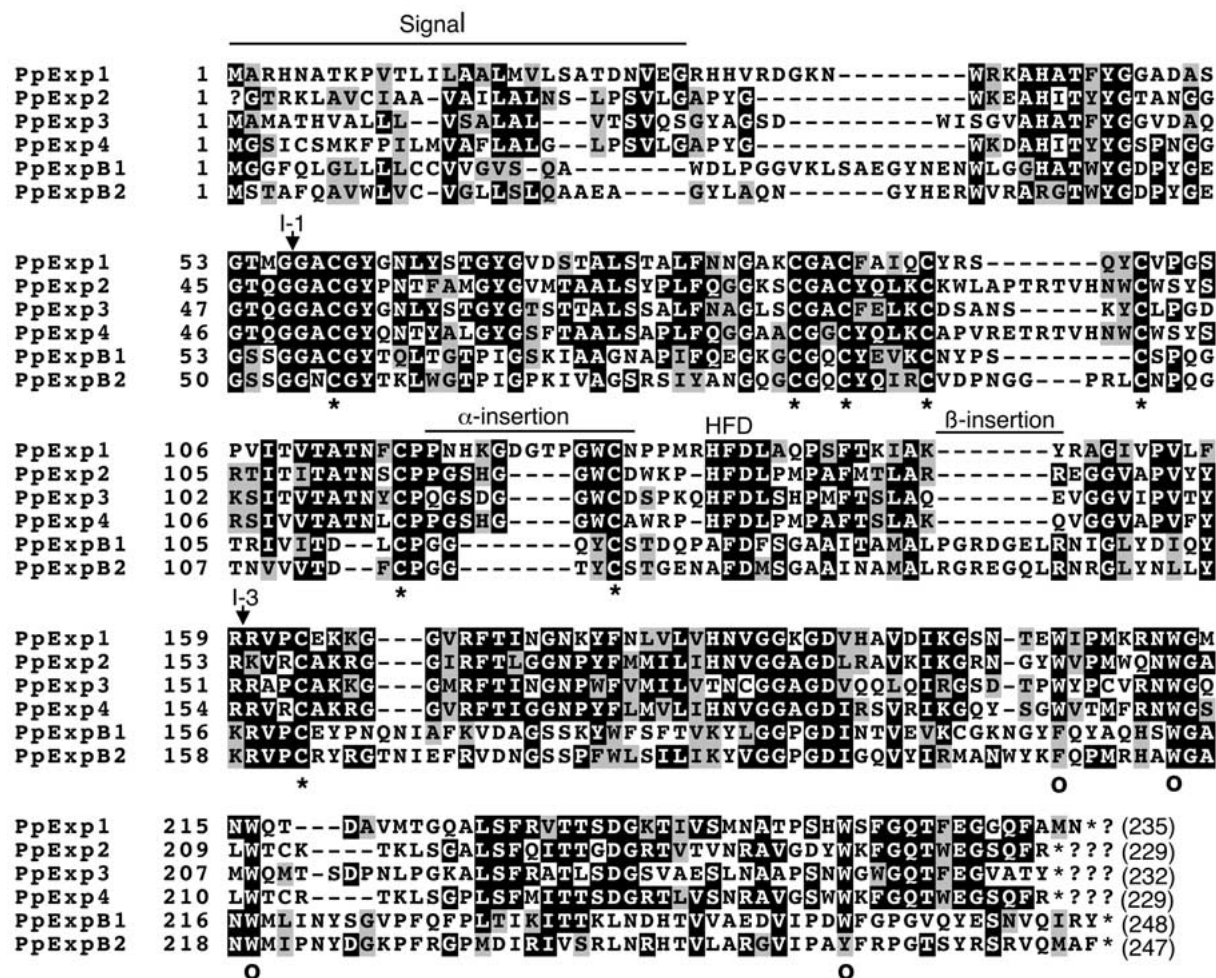 Signal
PpExp1 1 MARHNATKPVTLILAALMVLSATDNVEGRHHVRDGKN--------WRKAHATFYGGADAS
PpExp2 1 ?GTRKLAVCIAA-VAILALNS-LPSVLGAPYG-------------WKEAHITYYGTANGG
PpExp3 1 MAMATHVALLLL--VSALAL---VTSVQSGYAGSD---------WISGVAHATFYGGVDAQ
PpExp4 1 MGSICSMKFPILMVAFLALG--LPSVLGAPYG-------------WKDAHITYYGSPNGG
PpExpB1 1 MGGFQLGLLLLCCVVGVS-QA------WDLPGGVKLSAEGYNENWLGGHATWYGDPYGE
PpExpB2 1 MSTAFQAVWLVC-VGLLSLQAAEA----GYLAQN-----GYHERWVRARGTWYGDPYGE
I-1
PpExp1 53 GTMGGACGYGNLYSTGYGVDSTALSTALFNNGAKCGACFAIQCYRS------QYCVPGS
PpExp2 45 GTQGGACGYPNTFAMGYGVMTAALSYPLFQGGKSCGACYQLKCKWLAPTRTVHNWCWSYS
PpExp3 47 GTQGGACGYGNLYSTGYGTSTTALSSALFNAGLSCGACFELKCDSANS-----KYCLPGD
PpExp4 46 GTQGGACGYQNTYALGYGSFTAALSAPLFQGGAACGGCYQLKCAPVRETRTVHNWCWSYS
PpExpB1 53 GSSGGACGYTQLTGTPIGSKIAAGNAPIFQEGKGCGQCYEVKCNYPS--------CSPQG
PpExpB2 50 GSSGGNCGYTKLWGTPIGPKIVAGSRSIYANGQGCGQCYQIRCVDPNGG---PRLCNPQG
* * * * *
α-insertion HFD ß-insertion
PpExp1 106 PVITVTATNFCPPNHKGDGTPGWCNPPMRHFDLAQPSFTKIAK-------YRAGIVPVLF
PpExp2 105 RTITITATNSCPPGSHG----GWCDWKP-HFDLPMPAFMTLAR-------REGGVAPVYY
PpExp3 102 KSITVTATNYCPQGSDG----GWCDSPKQHFDLSHPMFTSLAQ-------EVGGVIPVTY
PpExp4 106 RSIVVTATNLCPPGSHG----GWCAWRP-HFDLPMPAFTSLAK-------QVGGVAPVFY
PpExpB1 105 TRIVITD--LCPGG-------QYCSTDQPAFDFSGAAITAMALPGRDGELRNIGLYDIQY
PpExpB2 107 TNVVVTD--FCPGG-------TYCSTGENAFDMSGAAINAMALRGREGQLRNRGLYNLLY
* *
I-3
PpExp1 159 RRVPCEKKG---GVRFTINGNKYFNLVLVHNVGGKGDVHAVDIKGSN-TEWIPMKRNWGM
PpExp2 153 RKVRCAKRG---GIRFTLGGNPYFMMILIHNVGGAGDLRAVKIKGRN-GYWVPMWQNWGA
PpExp3 151 RRAPCAKKG---GMRFTINGNPWFVMILVTNCGGAGDVQQLQIRGSD-TPWYPCVRNWGQ
PpExp4 154 RRVRCAKRG---GVRFTIGGNPYFLMVLIHNVGGAGDIRSVRIKGQY-SGWVTMFRNWGS
PpExpB1 156 KRVPCEYPNQNIAFKVDAGSSKYWFSFTVKYLGGPGDINTVEVKCGKNGYFQYAQHSWGA
PpExpB2 158 KRVPCRYRGTNIEFRVDNGSSPFWLSILIKYVGGPGDIGQVYIRMANWYKFQPMRHAWGA
* o o
PpExp1 215 NWQT---DAVMTGQALSFRVTTSDGKTIVSMNATPSHWSFGQTFEGGQFAMN*? (235)
PpExp2 209 LWTCK----TKLSGALSFQITTGDGRTVTVNRAVGDYWKFGQTWEGSQFR*??? (229)
PpExp3 207 MWQMT-SDPNLPGKALSFRATLSDGSVAESLNAAPSNWGWGQTFEGVATY*??? (232)
PpExp4 210 LWTCR----TKLSGPLSFMITTSDGRTLVSNRAVGSWWKFGQTWEGSQFR*??? (229)
PpExpB1 216 NWMLINYSGVPFQFPLTIKITTKLNDHTVVAEDVIPDWFGPGVQYESNVQIRY* (248)
PpExpB2 218 NWMIPNYDGKPFRGPMDIRIVSRLNRHTVLARGVIPAYFRPGTSYRSRVQMAF* (247)
o o